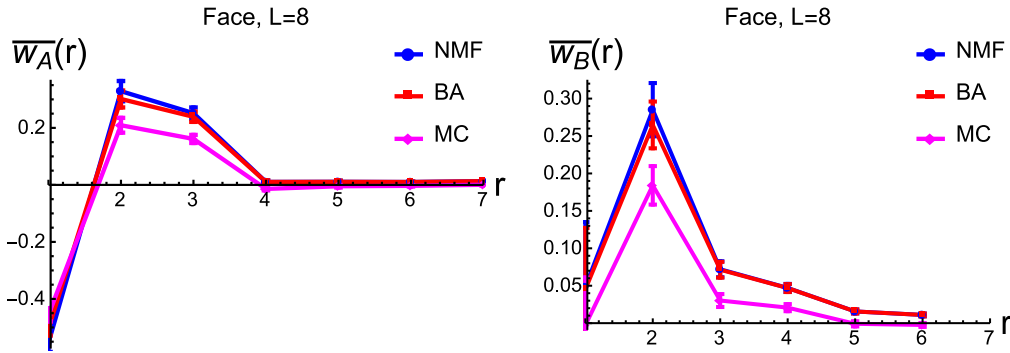 Face, L=8
w_A(r)
NMF
BA
MC
0.2
−0.2
−0.4
2 3 4 5 6 7 r
Face, L=8
w_B(r)
NMF
BA
MC
0.30
0.25
0.20
0.15
0.10
0.05
2 3 4 5 6 7 r